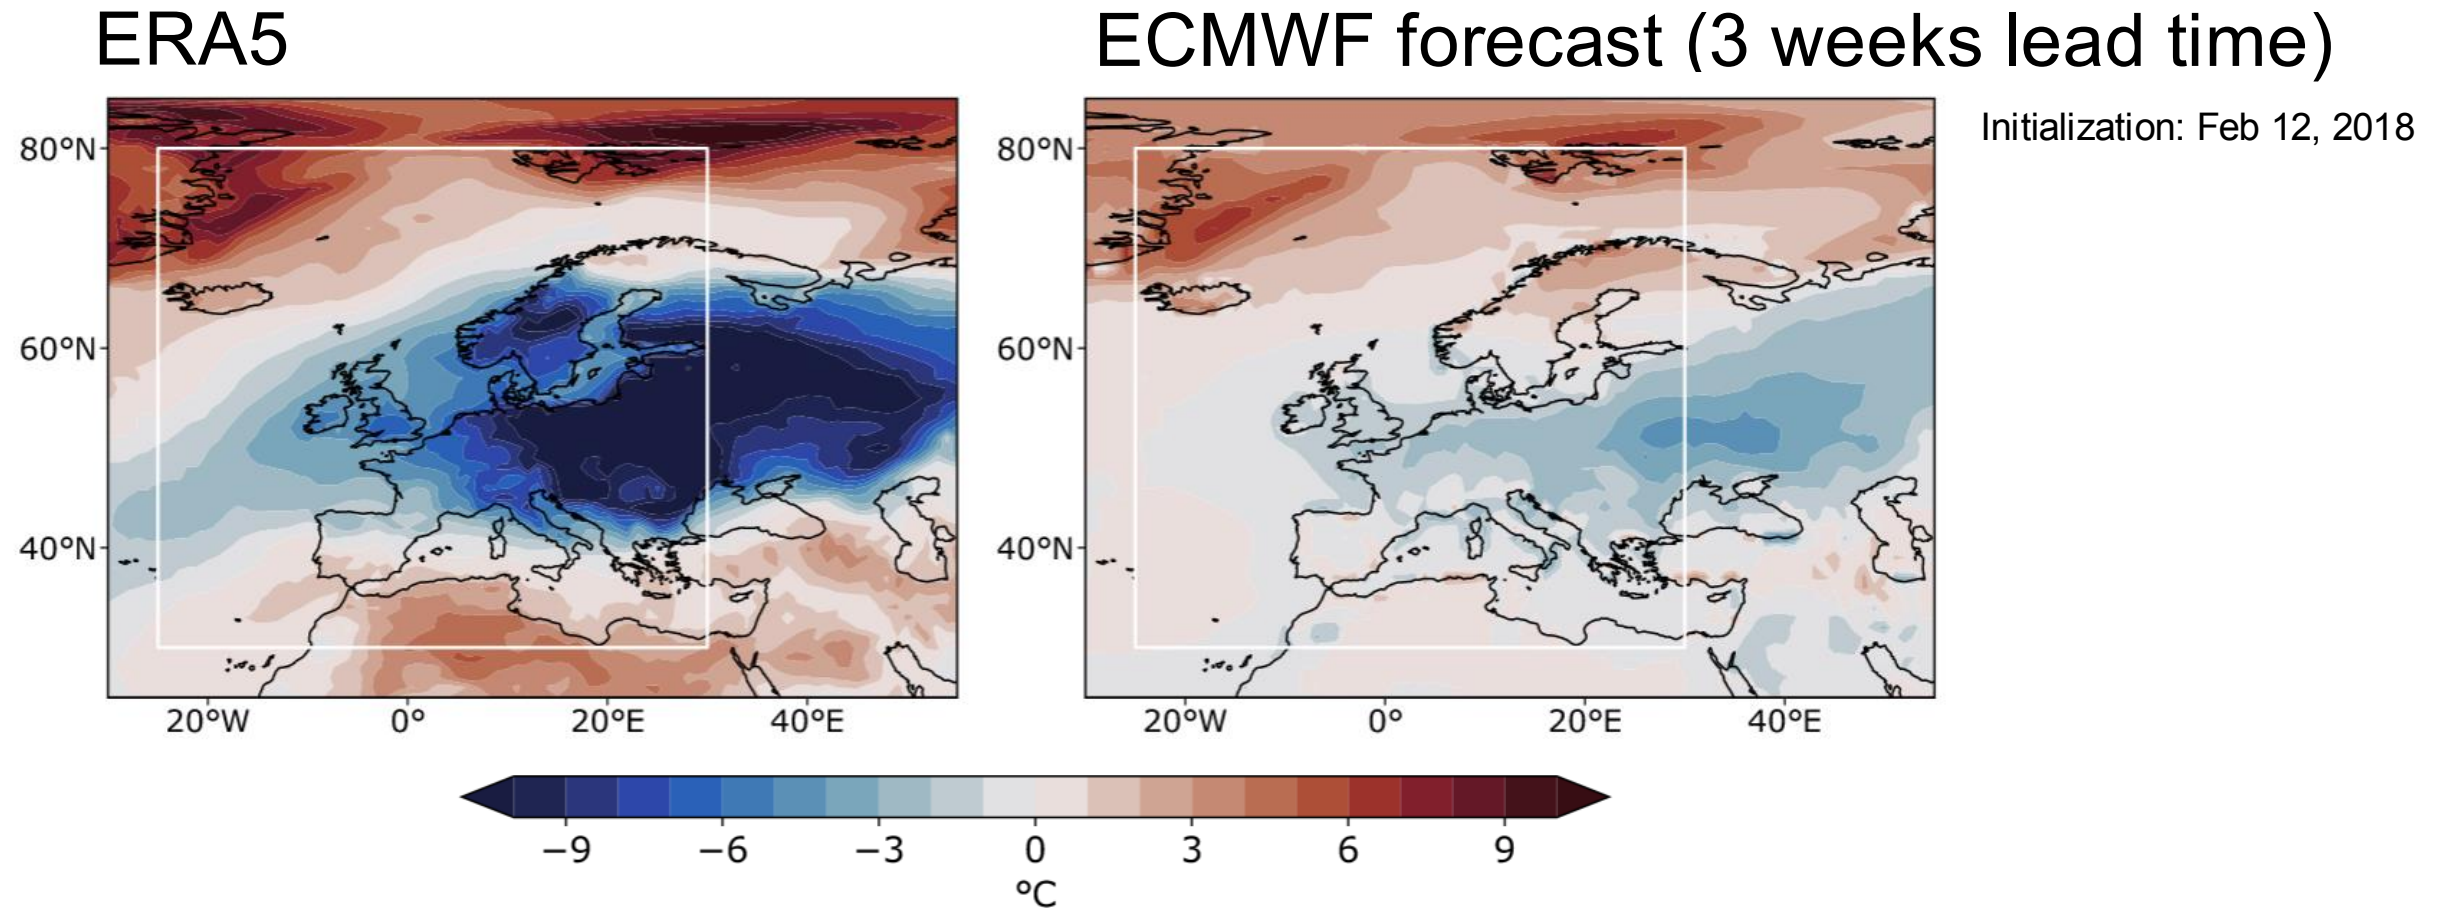 ERA5
ECMWF forecast (3 weeks lead time)
Initialization: Feb 12, 2018
80°N
60°N
40°N
20°W 0° 20°E 40°E
80°N
60°N
40°N
20°W 0° 20°E 40°E
−9 −6 −3 0 3 6 9
°C